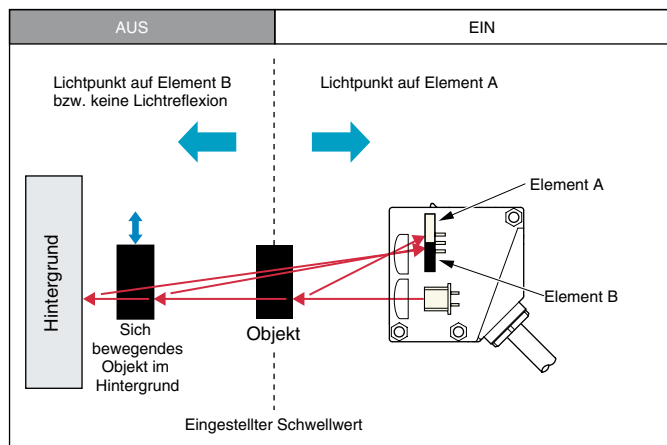 AUS
EIN
Lichtpunkt auf Element B
bzw. keine Lichtreflexion
Lichtpunkt auf Element A
Element A
Hintergrund
Element B
Sich
bewegendes
Objekt im
Hintergrund
Objekt
Eingestellter Schwellwert